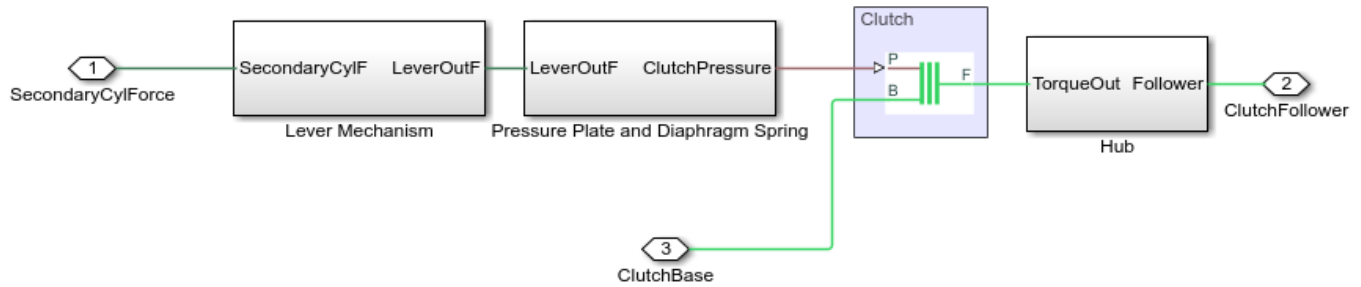 Clutch
1
SecondaryCylForce
SecondaryCylF LeverOutF
Lever Mechanism
LeverOutF ClutchPressure
Pressure Plate and Diaphragm Spring
P
B
F
TorqueOut Follower
Hub
2
ClutchFollower
3
ClutchBase